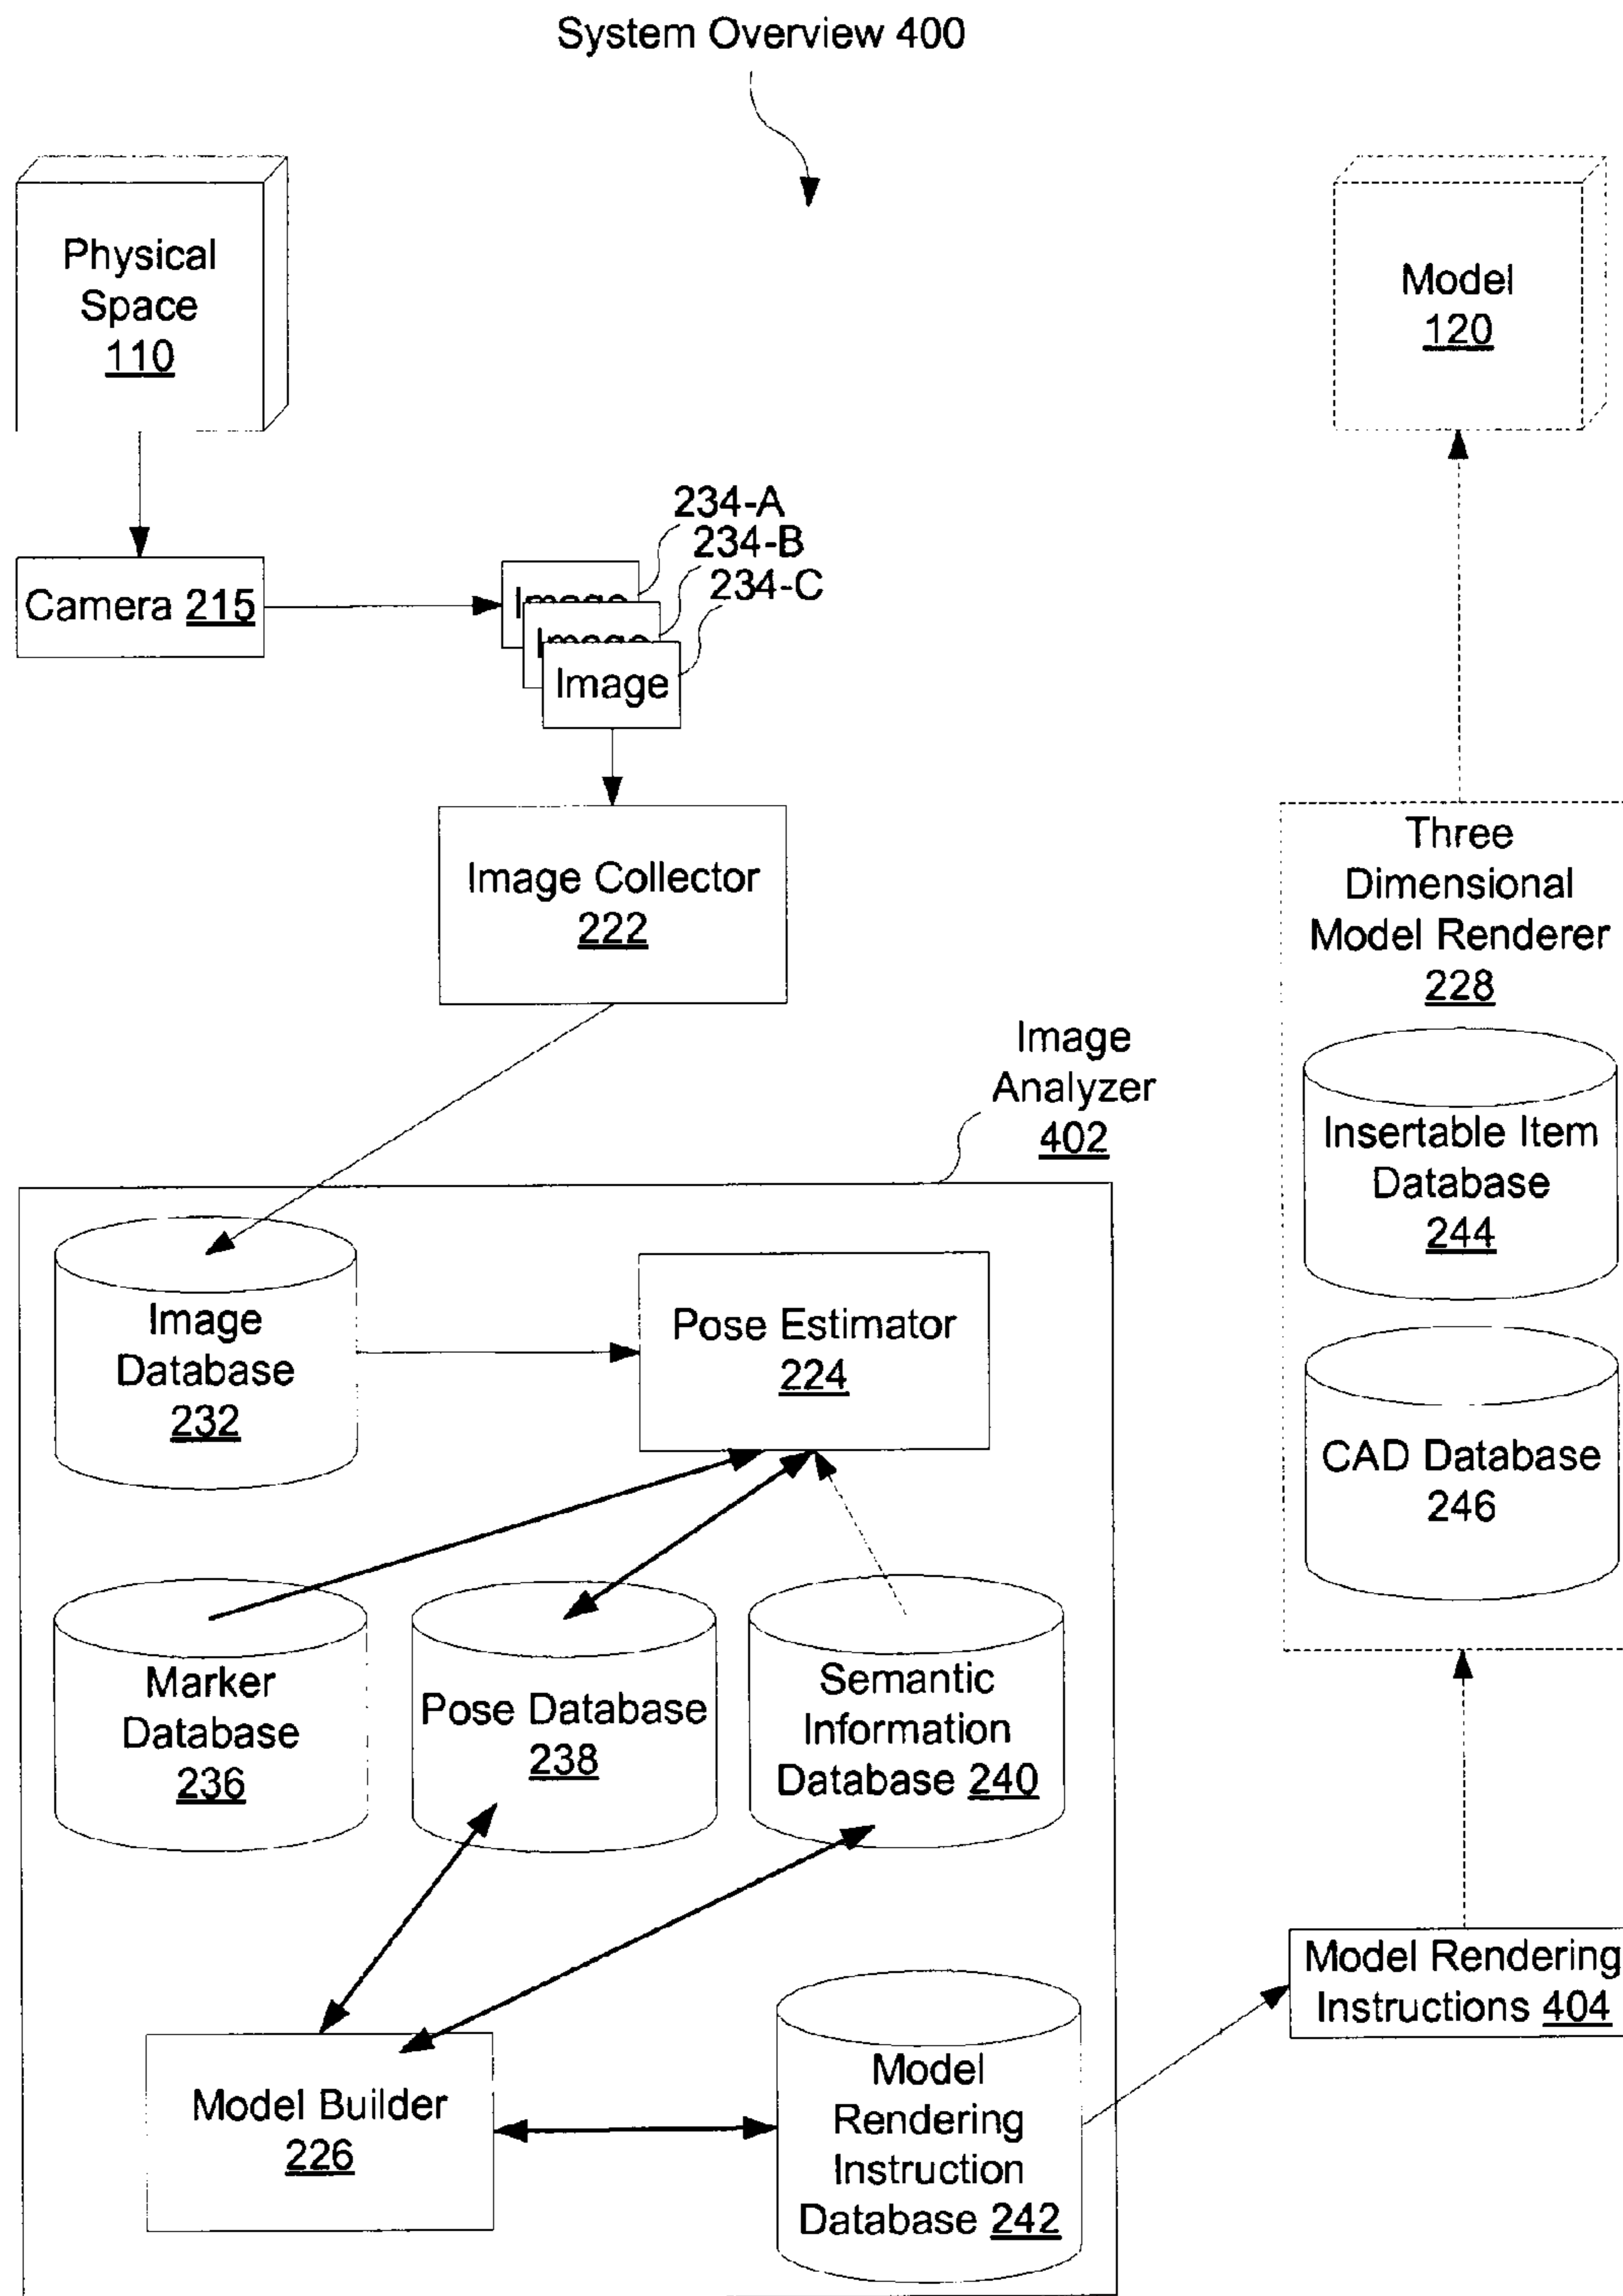 System Overview 400
Physical
Space
110
Model
120
234-A
234-B
234-C
Camera 215
Image
Image
Image
Image Collector
222
Three
Dimensional
Model Renderer
228
Insertable Item
Database
244
CAD Database
246
Image
Analyzer
402
Image
Database
232
Pose Estimator
224
Marker
Database
236
Pose Database
238
Semantic
Information
Database 240
Model Builder
226
Model
Rendering
Instruction
Database 242
Model Rendering
Instructions 404